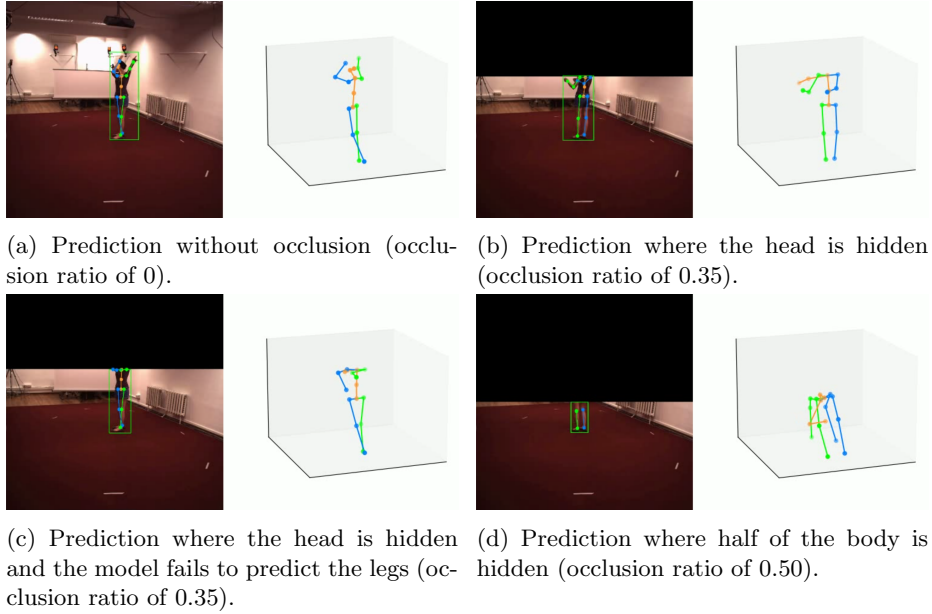 (a) Prediction without occlusion (occlu-
sion ratio of 0).
(b) Prediction where the head is hidden
(occlusion ratio of 0.35).
(c) Prediction where the head is hidden
and the model fails to predict the legs (oc-
clusion ratio of 0.35).
(d) Prediction where half of the body is
hidden (occlusion ratio of 0.50).